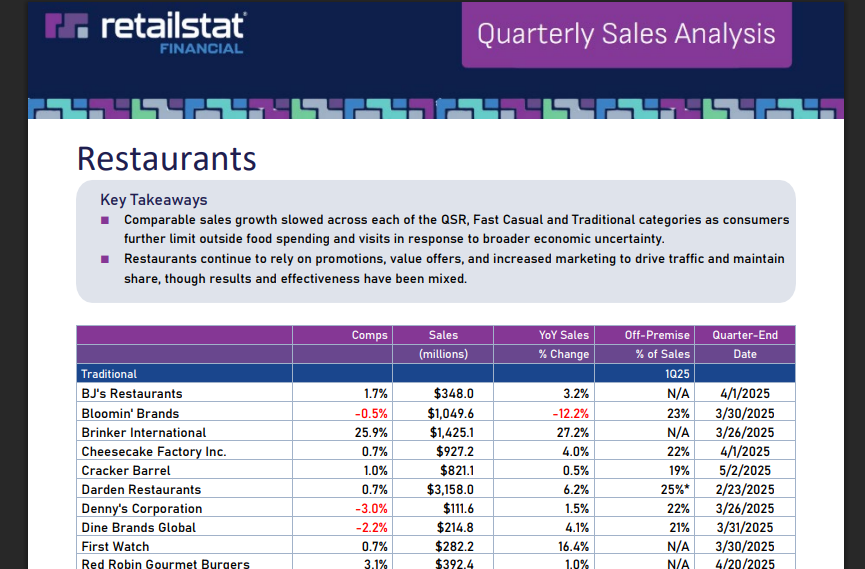 retailstat
FINANCIAL
Quarterly Sales Analysis
Restaurants
Key Takeaways
■ Comparable sales growth slowed across each of the QSR, Fast Casual and Traditional categories as consumers
further limit outside food spending and visits in response to broader economic uncertainty.
■ Restaurants continue to rely on promotions, value offers, and increased marketing to drive traffic and maintain
share, though results and effectiveness have been mixed.
Comps Sales YoY Sales Off-Premise Quarter-End
(millions) % Change % of Sales Date
Traditional 1Q25
BJ's Restaurants 1.7% $348.0 3.2% N/A 4/1/2025
Bloomin' Brands -0.5% $1,049.6 -12.2% 23% 3/30/2025
Brinker International 25.9% $1,425.1 27.2% N/A 3/26/2025
Cheesecake Factory Inc. 0.7% $927.2 4.0% 22% 4/1/2025
Cracker Barrel 1.0% $821.1 0.5% 19% 5/2/2025
Darden Restaurants 0.7% $3,158.0 6.2% 25%* 2/23/2025
Denny's Corporation -3.0% $111.6 1.5% 22% 3/26/2025
Dine Brands Global -2.2% $214.8 4.1% 21% 3/31/2025
First Watch 0.7% $282.2 16.4% N/A 3/30/2025
Red Robin Gourmet Burgers 3.1% $392.4 1.0% N/A 4/20/2025